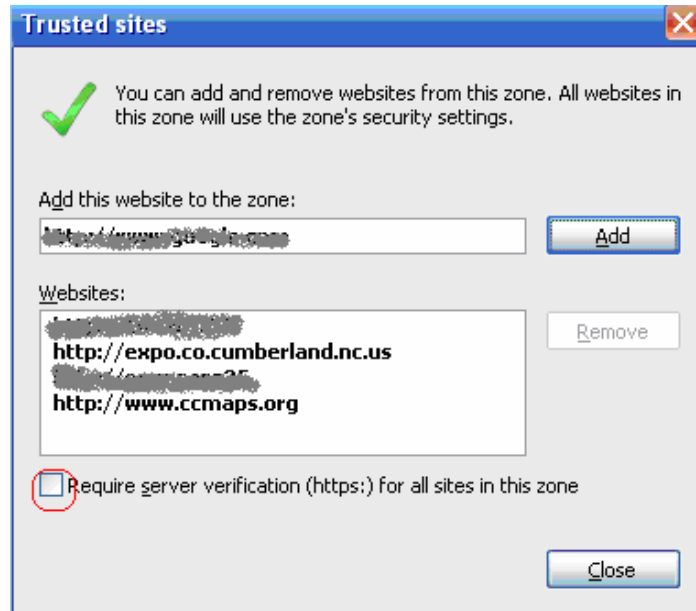 Trusted sites
You can add and remove websites from this zone. All websites in
this zone will use the zone's security settings.
Add this website to the zone:
Add
Websites:
http://expo.co.cumberland.nc.us
http://www.ccmaps.org
Remove
Require server verification (https:) for all sites in this zone
Close